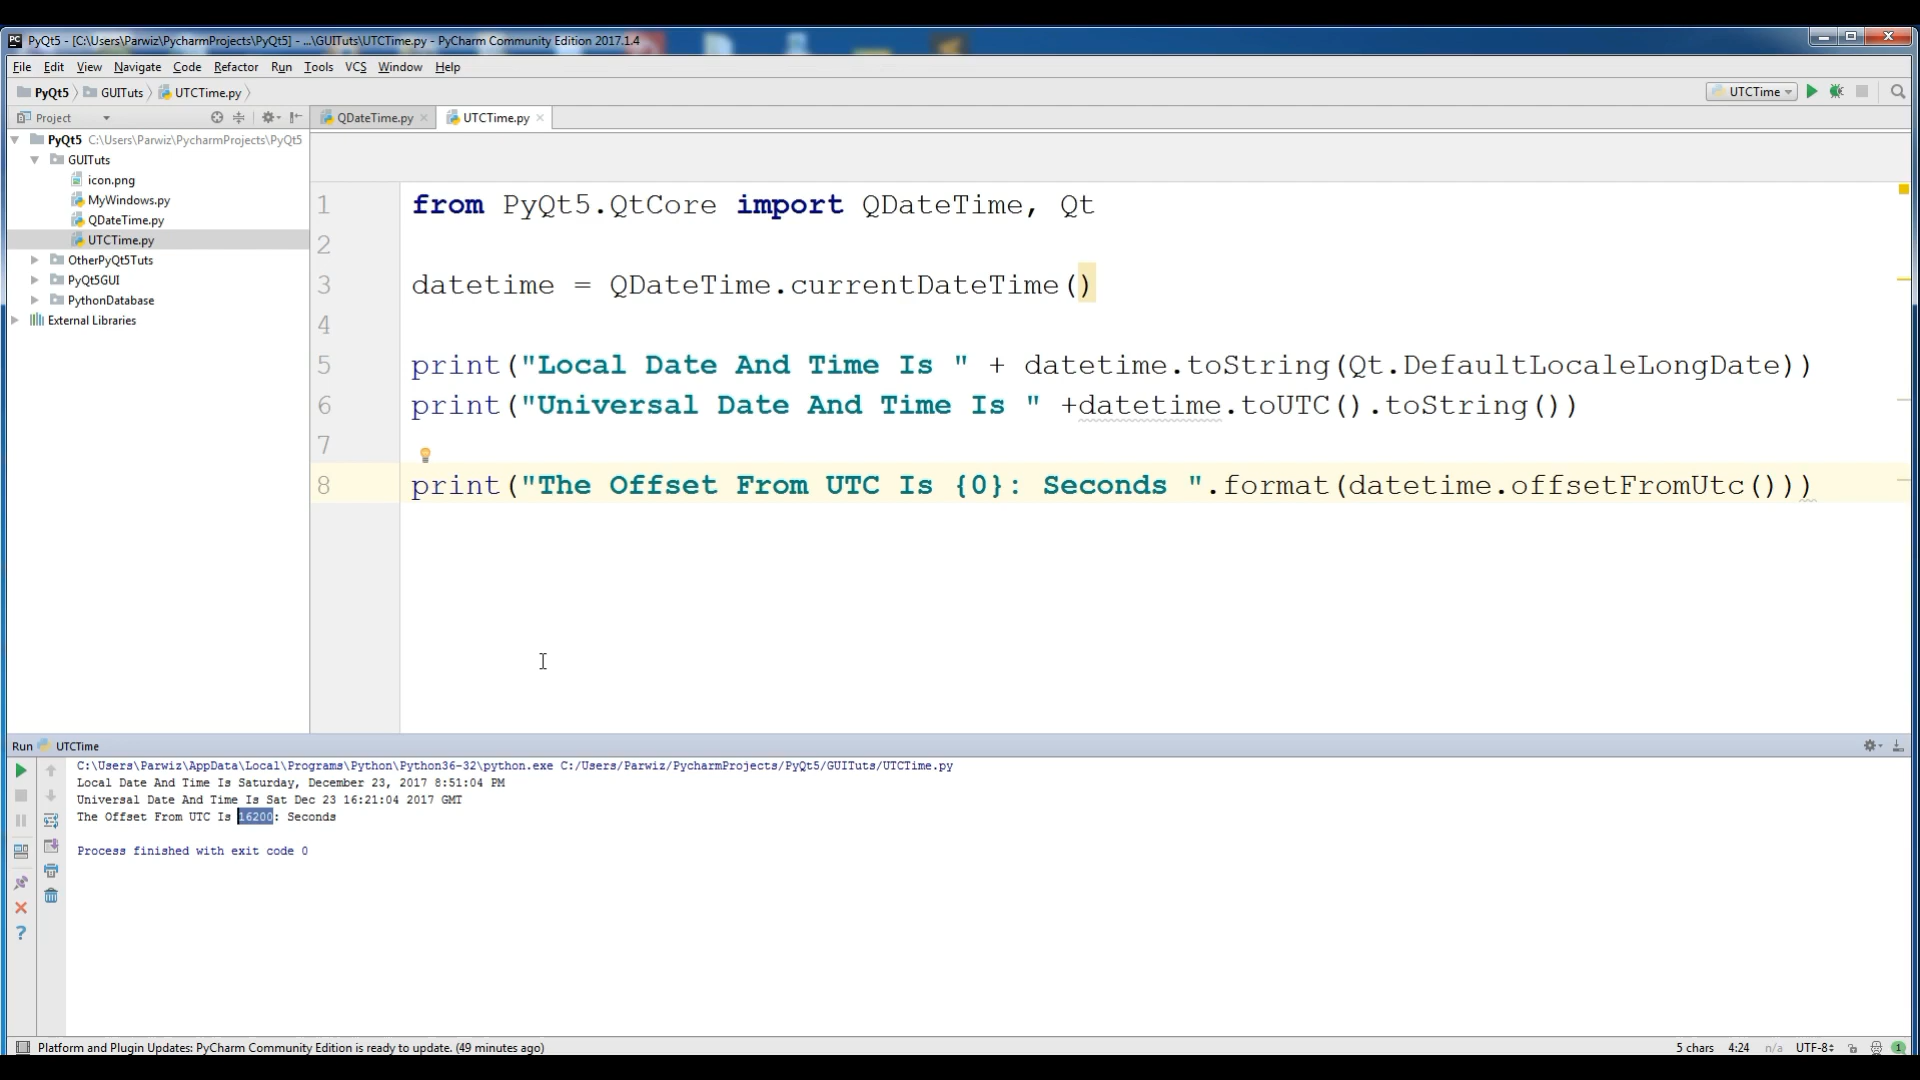 PyQt5 - [C:\Users\Parwiz\PycharmProjects\PyQt5] - ...\GUITuts\UTCTime.py - PyCharm Community Edition 2017.1.4
File Edit View Navigate Code Refactor Run Tools VCS Window Help
PyQt5 GUITuts UTCTime.py UTCTime
Project QDateTime.py UTCTime.py
PyQt5 C:\Users\Parwiz\PycharmProjects\PyQt5
GUITuts
icon.png
MyWindows.py
QDateTime.py
UTCTime.py
OtherPyQt5Tuts
PyQt5GUI
PythonDatabase
External Libraries
1 from PyQt5.QtCore import QDateTime, Qt
2
3 datetime = QDateTime.currentDateTime()
4
5 print("Local Date And Time Is " + datetime.toString(Qt.DefaultLocaleLongDate))
6 print("Universal Date And Time Is " +datetime.toUTC().toString())
7
8 print("The Offset From UTC Is {0}: Seconds ".format(datetime.offsetFromUtc()))
Run UTCTime
C:\Users\Parwiz\AppData\Local\Programs\Python\Python36-32\python.exe C:/Users/Parwiz/PycharmProjects/PyQt5/GUITuts/UTCTime.py
Local Date And Time Is Saturday, December 23, 2017 8:51:04 PM
Universal Date And Time Is Sat Dec 23 16:21:04 2017 GMT
The Offset From UTC Is 16200: Seconds
Process finished with exit code 0
Platform and Plugin Updates: PyCharm Community Edition is ready to update. (49 minutes ago) 5 chars 4:24 n/a UTF-8 1